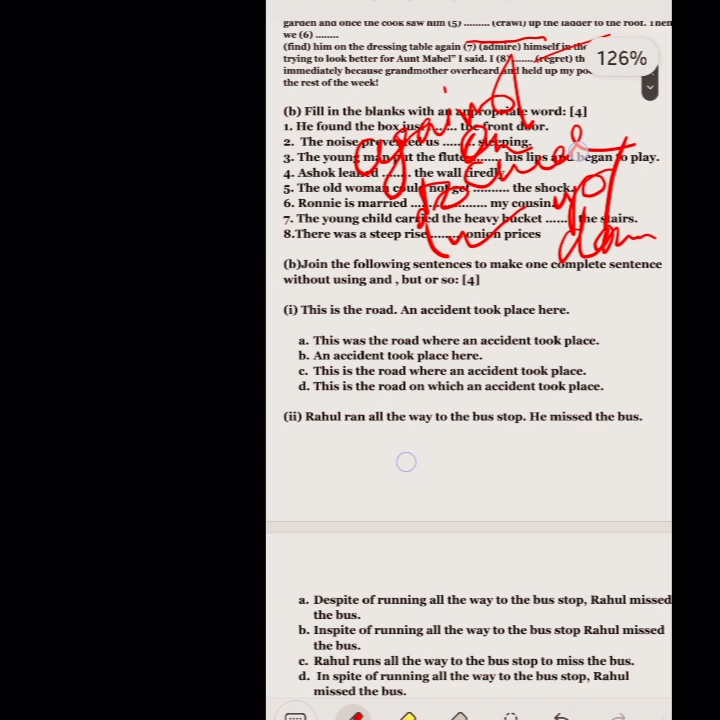 garden and once the cook saw him (5) ......... (crawl) up the ladder to the roof. Then
we (6) ........
(find) him on the dressing table again (7) (admire) himself in the
trying to look better for Aunt Mabel" I said. I (8) ....... (regret) th
126%
immediately because grandmother overheard and held up my po
the rest of the week!
(b) Fill in the blanks with an appropriate word: [4]
1. He found the box just ....... the front door.
2. The noise prevented us ......... sleeping.
3. The young man put the flute ......... his lips and began to play.
4. Ashok leaned ........ the wall tiredly.
5. The old woman could not get .......... the shock.
6. Ronnie is married ..................... my cousin.
7. The young child carried the heavy bucket ....... the stairs.
8.There was a steep rise ......... onion prices
against
on
to
in
up
down
(b)Join the following sentences to make one complete sentence
without using and , but or so: [4]
(i) This is the road. An accident took place here.
a. This was the road where an accident took place.
b. An accident took place here.
c. This is the road where an accident took place.
d. This is the road on which an accident took place.
(ii) Rahul ran all the way to the bus stop. He missed the bus.
a. Despite of running all the way to the bus stop, Rahul missed
the bus.
b. Inspite of running all the way to the bus stop Rahul missed
the bus.
c. Rahul runs all the way to the bus stop to miss the bus.
d. In spite of running all the way to the bus stop, Rahul
missed the bus.